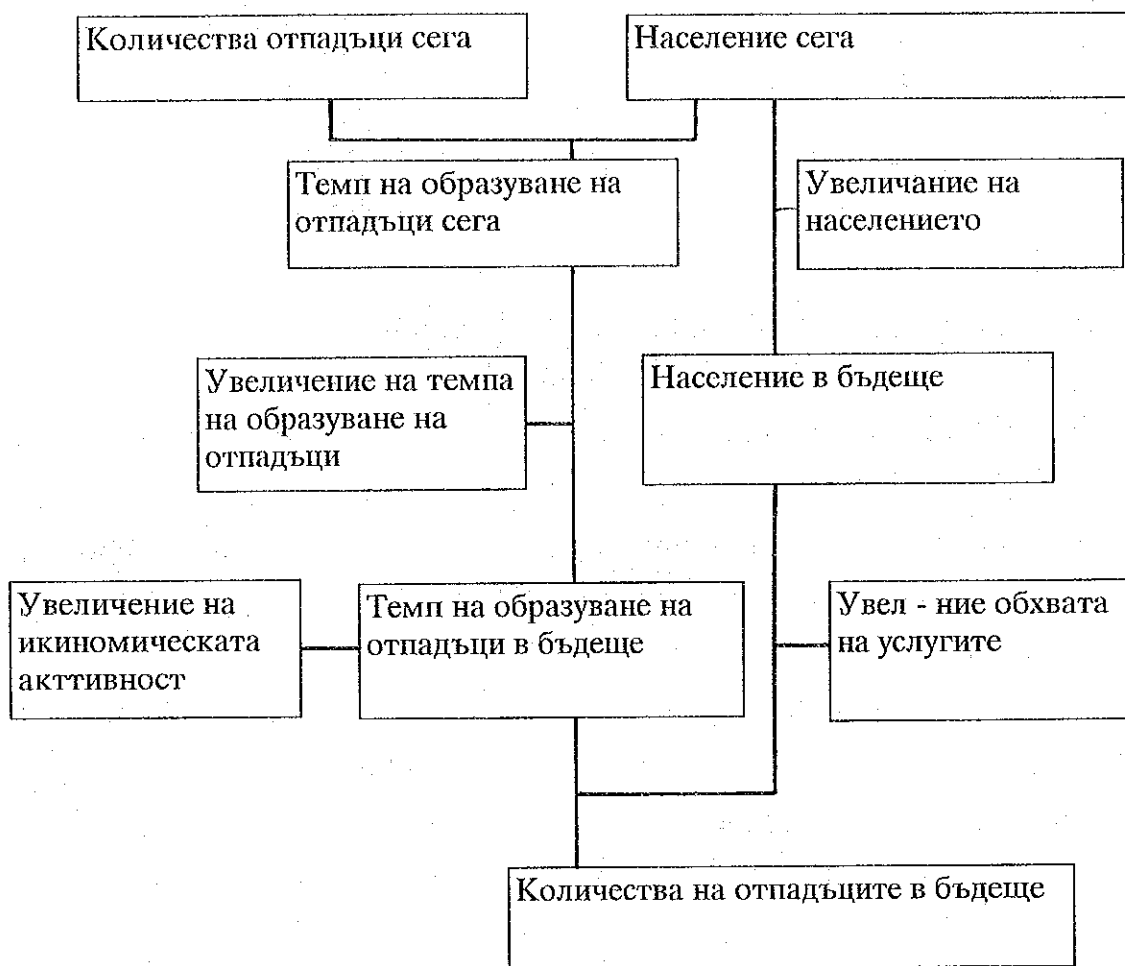 Количества отпадъци сега
Население сега
Темп на образуване на
отпадъци сега
Увеличание на
населението
Увеличение на темпа
на образуване на
отпадъци
Население в бъдеще
Увеличение на
икиномическата
акттивност
Темп на образуване на
отпадъци в бъдеще
Увел - ние обхвата
на услугите
Количества на отпадъците в бъдеще